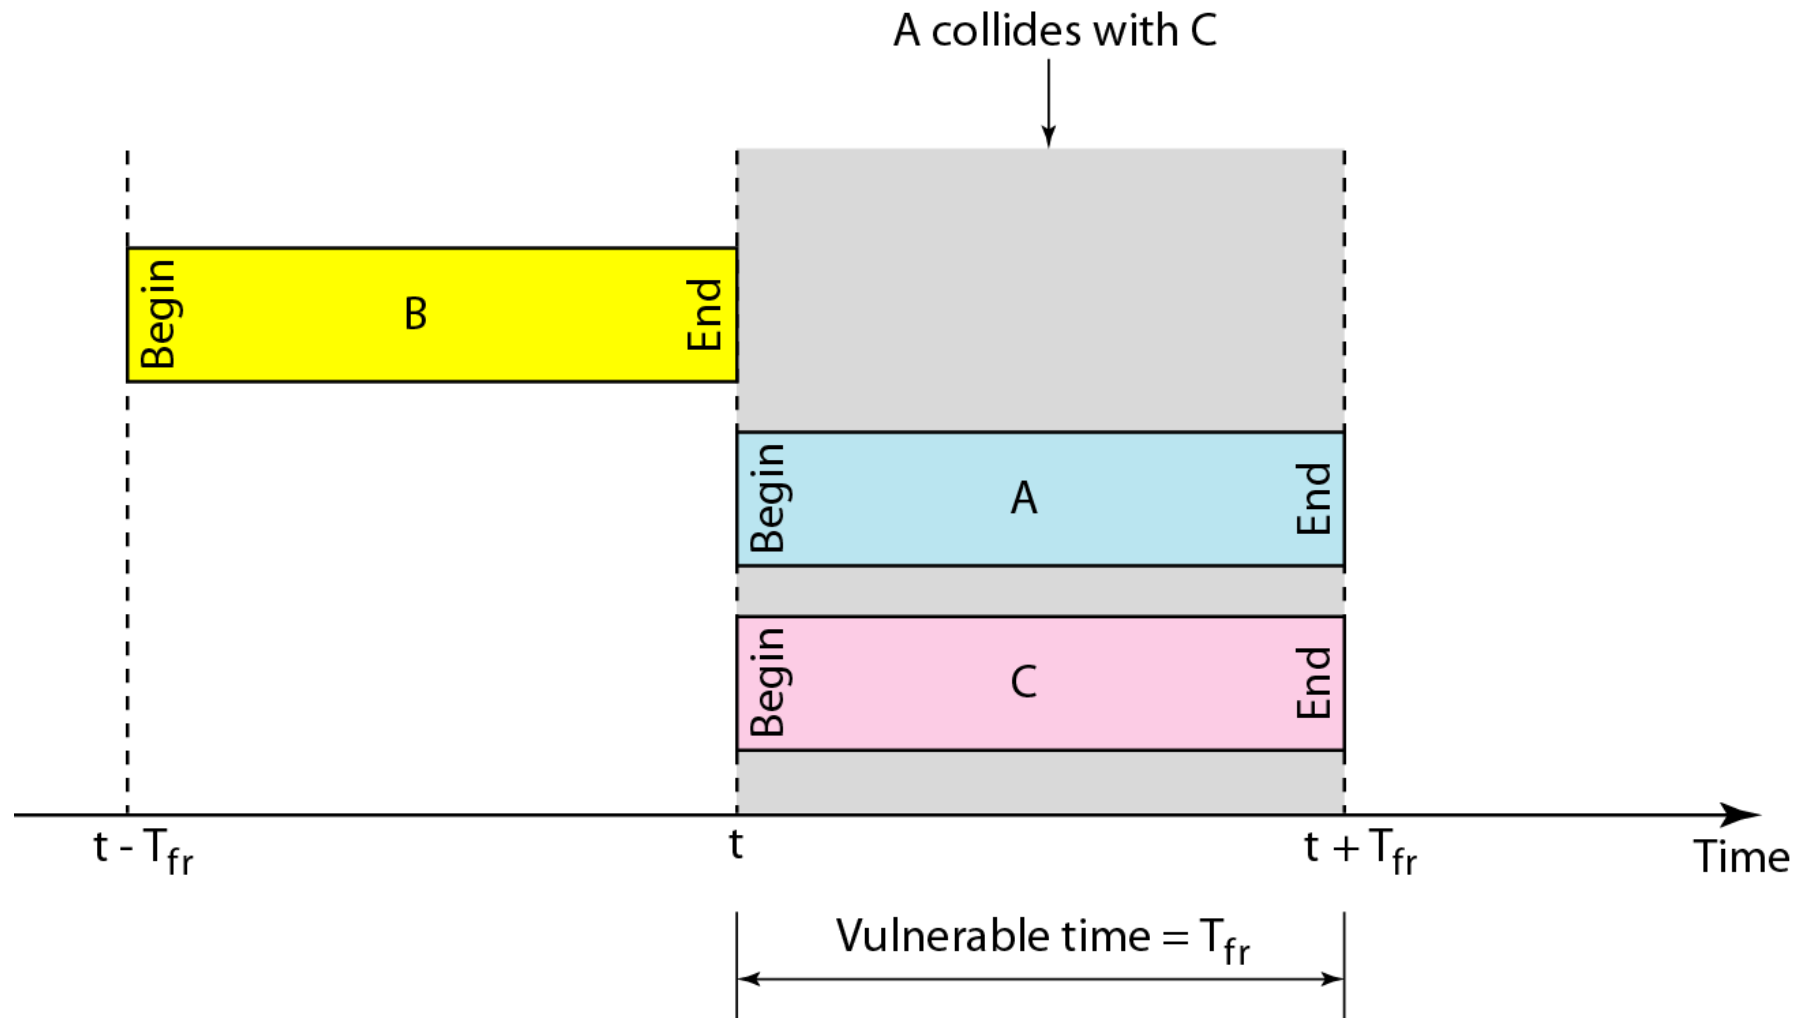 A collides with C
Begin B End
Begin A End
Begin C End
t - Tfr t t + Tfr
Time
Vulnerable time = Tfr